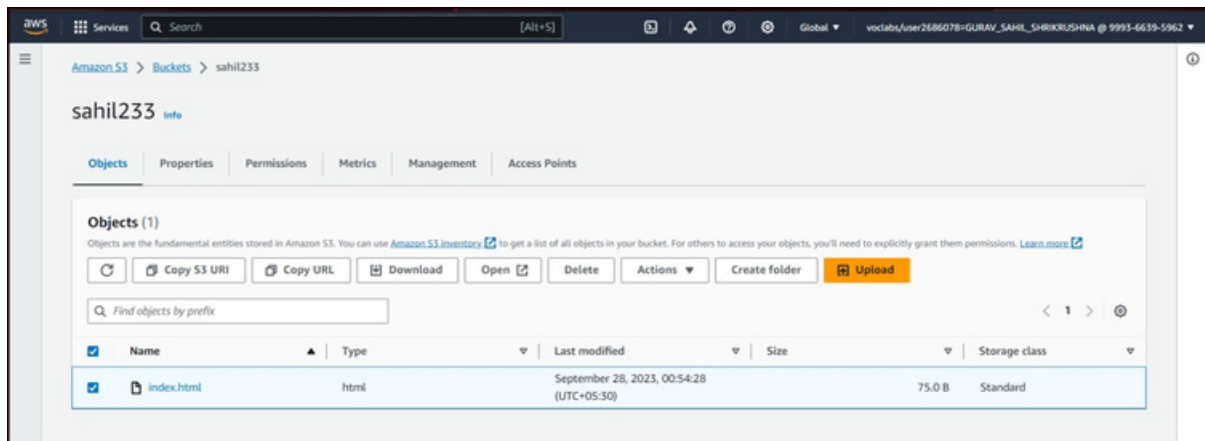 aws Services Search [Alt+S] Global voclabs/user2686078=GURAV_SAHIL_SHRIKRUSHNA @ 9993-6639-5962
Amazon S3 > Buckets > sahil233
sahil233 Info
Objects Properties Permissions Metrics Management Access Points
Objects (1)
Objects are the fundamental entities stored in Amazon S3. You can use Amazon S3 inventory to get a list of all objects in your bucket. For others to access your objects, you'll need to explicitly grant them permissions. Learn more
Copy S3 URI Copy URL Download Open Delete Actions Create folder Upload
Find objects by prefix < 1 >
Name Type Last modified Size Storage class
index.html html September 28, 2023, 00:54:28 (UTC+05:30) 75.0 B Standard